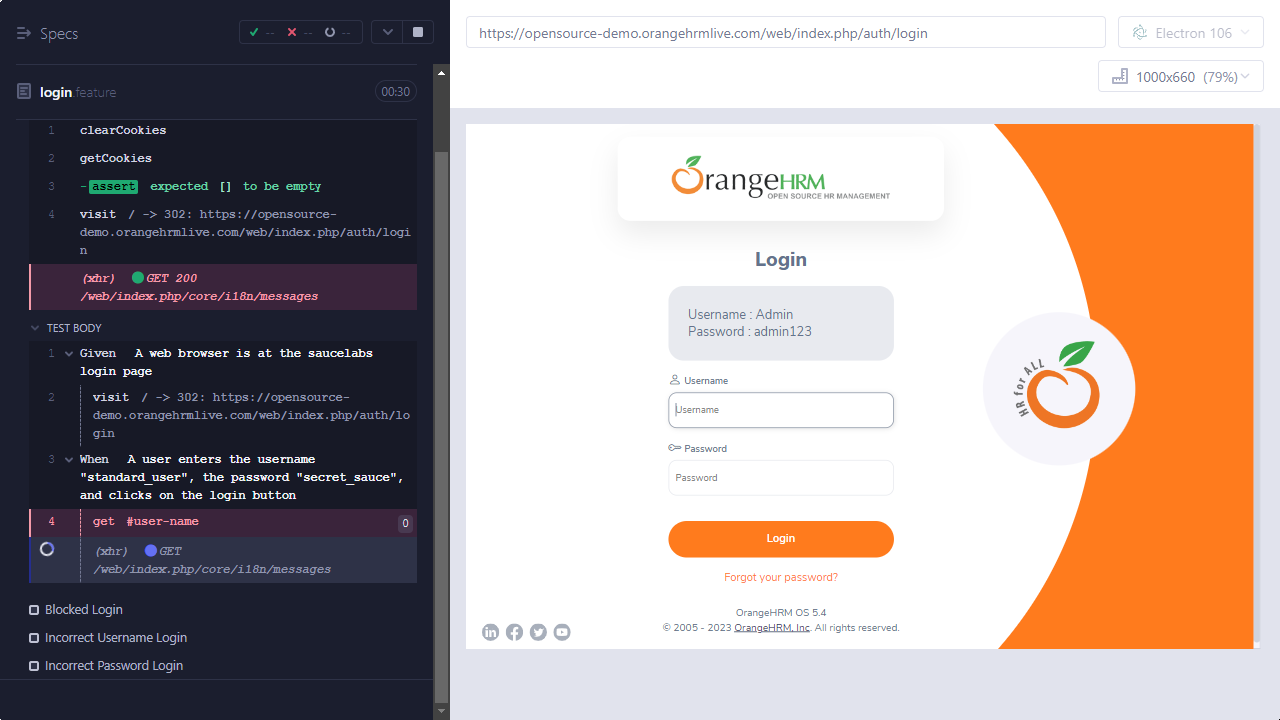 Specs
-- -- --
login.feature
00:30
1 clearCookies
2 getCookies
3 -assert expected [] to be empty
4 visit / -> 302: https://opensource-
demo.orangehrmlive.com/web/index.php/auth/logi
n
(xhr) GET 200
/web/index.php/core/i18n/messages
TEST BODY
1 Given A web browser is at the saucelabs
login page
2 visit / -> 302: https://opensource-
demo.orangehrmlive.com/web/index.php/auth/lo
gin
3 When A user enters the username
"standard_user", the password "secret_sauce",
and clicks on the login button
4 get #user-name 0
(xhr) GET
/web/index.php/core/i18n/messages
Blocked Login
Incorrect Username Login
Incorrect Password Login
https://opensource-demo.orangehrmlive.com/web/index.php/auth/login
Electron 106
1000x660 (79%)
OrangeHRM
OPEN SOURCE HR MANAGEMENT
Login
Username : Admin
Password : admin123
Username
Username
Password
Password
Login
Forgot your password?
OrangeHRM OS 5.4
© 2005 - 2023 OrangeHRM, Inc. All rights reserved.
HR for ALL